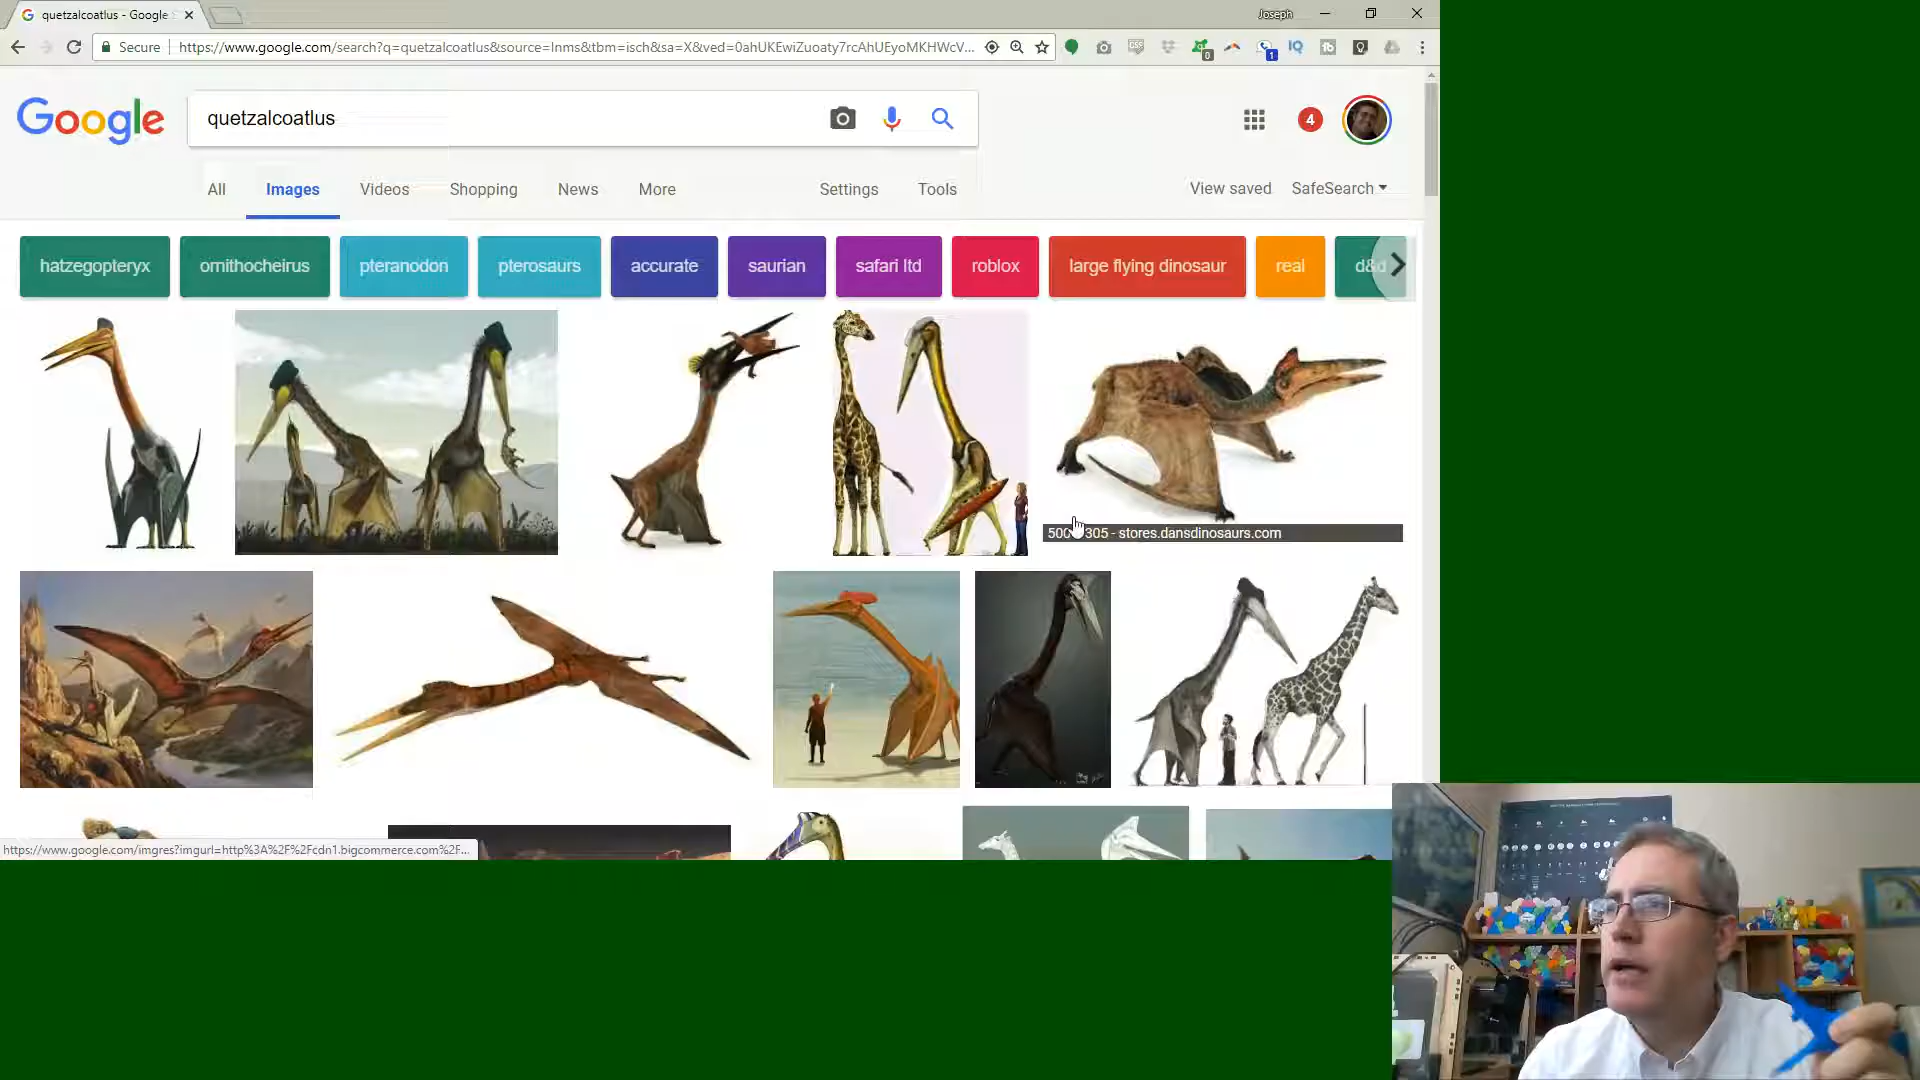 quetzalcoatlus - Google
Joseph
Secure
https://www.google.com/search?q=quetzalcoatlus&source=lnms&tbm=isch&sa=X&ved=0ahUKEwiZuoaty7rcAhUEyoMKHWcV...
0
1
Google
quetzalcoatlus
4
All
Images
Videos
Shopping
News
More
Settings
Tools
View saved
SafeSearch
hatzegopteryx
ornithocheirus
pteranodon
pterosaurs
accurate
saurian
safari ltd
roblox
large flying dinosaur
real
d&d
305 - stores.dansdinosaurs.com
https://www.google.com/imgres?imgurl=http%3A%2F%2Fcdn1.bigcommerce.com%2F...